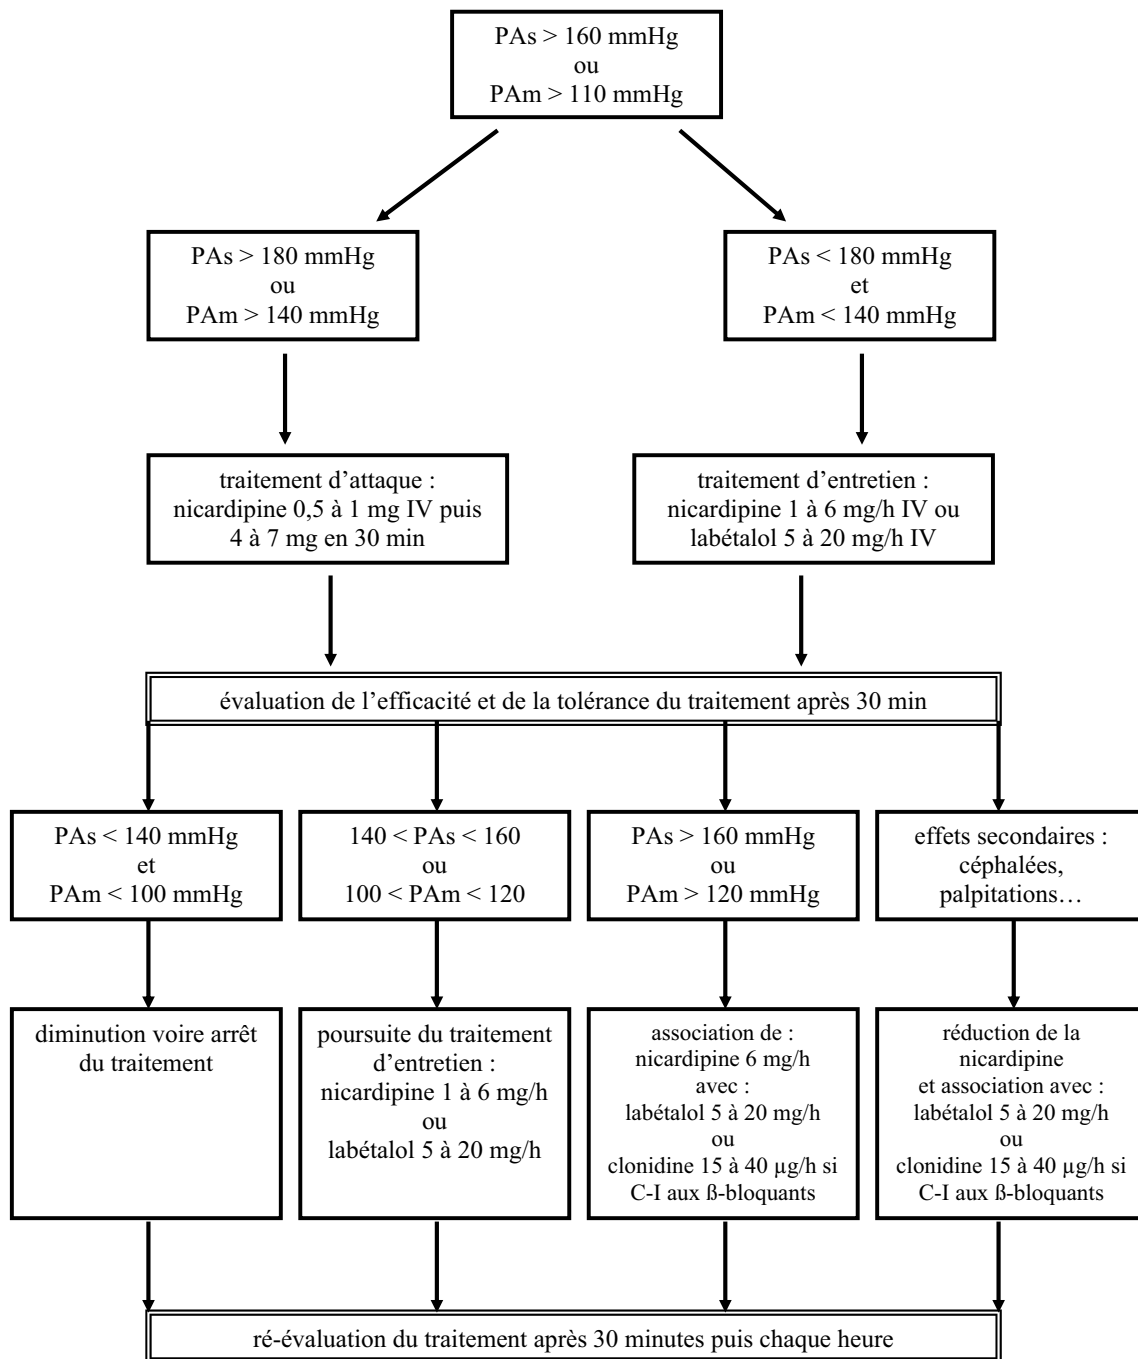 PAs > 160 mmHg
ou
PAm > 110 mmHg
PAs > 180 mmHg
ou
PAm > 140 mmHg
PAs < 180 mmHg
et
PAm < 140 mmHg
traitement d’attaque :
nicardipine 0,5 à 1 mg IV puis
4 à 7 mg en 30 min
traitement d’entretien :
nicardipine 1 à 6 mg/h IV ou
labétalol 5 à 20 mg/h IV
évaluation de l’efficacité et de la tolérance du traitement après 30 min
PAs < 140 mmHg
et
PAm < 100 mmHg
140 < PAs < 160
ou
100 < PAm < 120
PAs > 160 mmHg
ou
PAm > 120 mmHg
effets secondaires :
céphalées,
palpitations…
diminution voire arrêt
du traitement
poursuite du traitement
d’entretien :
nicardipine 1 à 6 mg/h
ou
labétalol 5 à 20 mg/h
association de :
nicardipine 6 mg/h
avec :
labétalol 5 à 20 mg/h
ou
clonidine 15 à 40 µg/h si
C-I aux ß-bloquants
réduction de la
nicardipine
et association avec :
labétalol 5 à 20 mg/h
ou
clonidine 15 à 40 µg/h si
C-I aux ß-bloquants
ré-évaluation du traitement après 30 minutes puis chaque heure